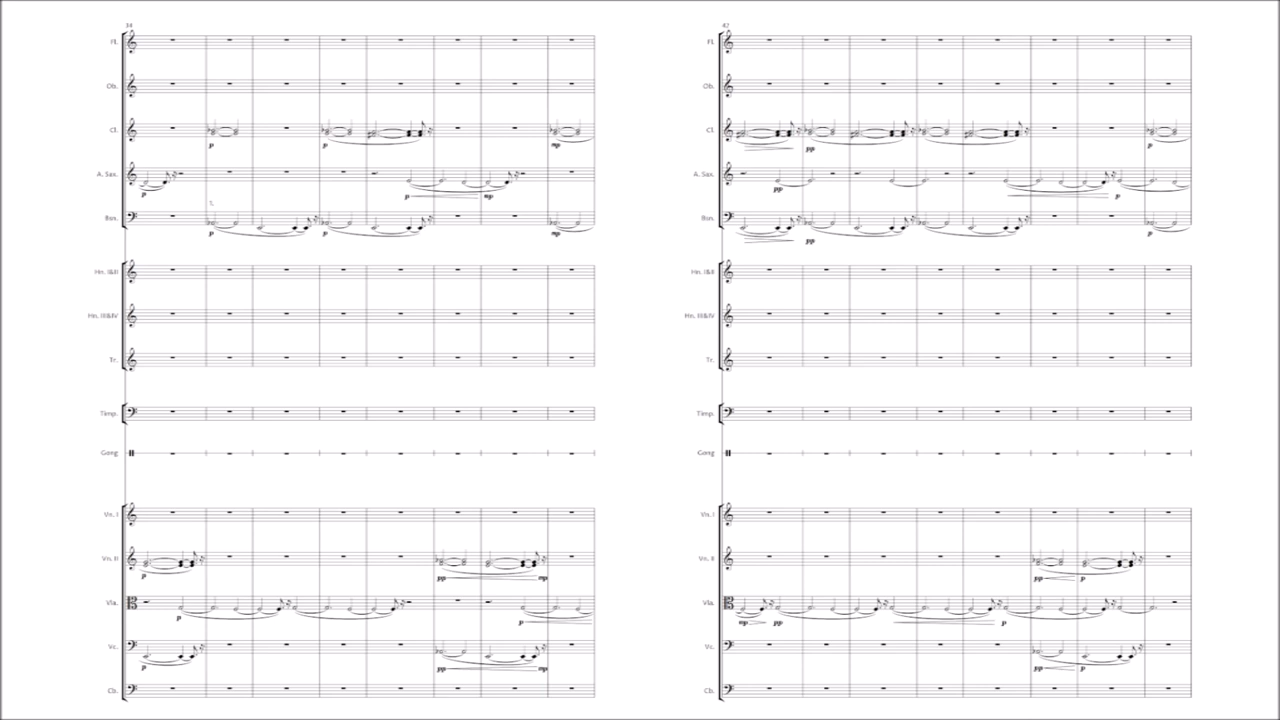 34
Fl.
Ob.
Cl.
p
p
mp
A. Sax.
p
p
mp
Bsn.
p
p
mp
Hn. I&II
Hn. III&IV
Tr.
Timp.
Gong
Vn. I
Vn. II
p
pp
mp
Vla.
p
p
Vc.
p
pp
mp
Cb.
42
Fl.
Ob.
Cl.
pp
p
A. Sax.
pp
p
Bsn.
pp
p
Hn. I&II
Hn. III&IV
Tr.
Timp.
Gong
Vn. I
Vn. II
pp
p
Vla.
mp
pp
p
Vc.
pp
p
Cb.